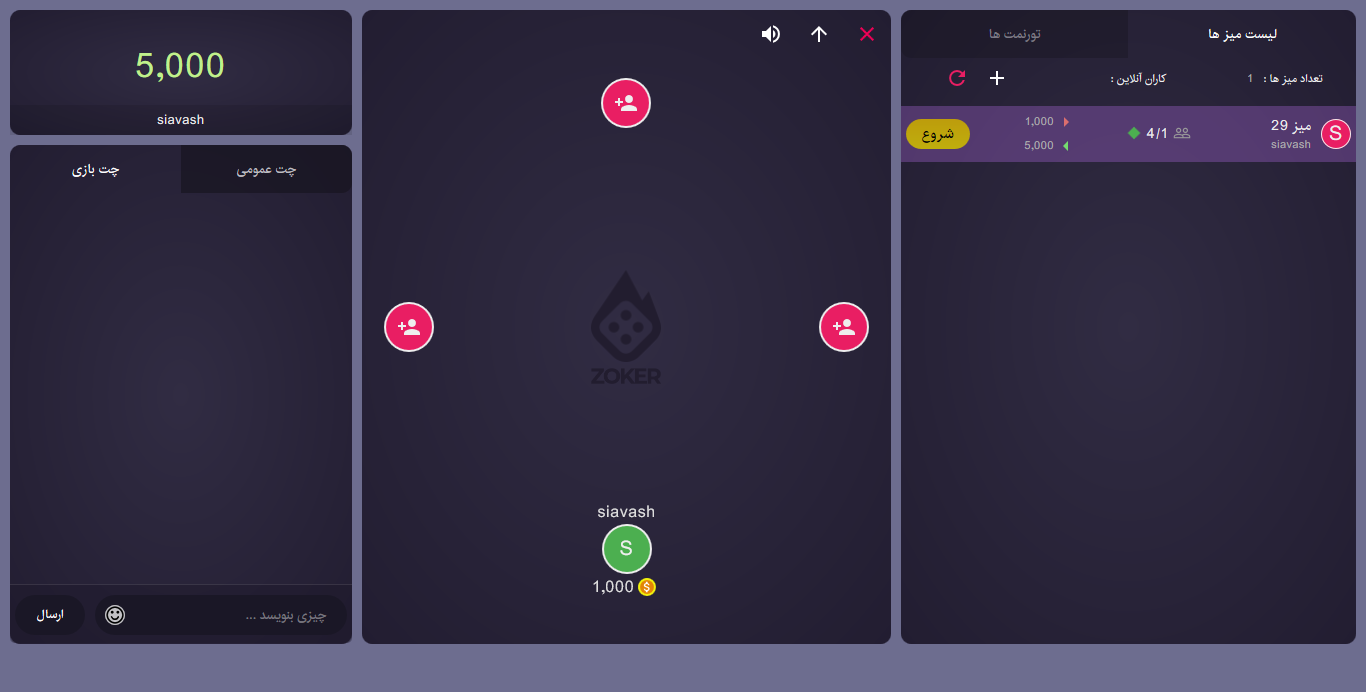 لیست میز ها
تورنمت ها
تعداد میز ها : 1
کاران آنلاین :
S
میز 29
siavash
4/1
1,000
5,000
شروع
siavash
S
1,000
ZOKER
5,000
siavash
چت عمومی
چت بازی
چیزی بنویسد ...
ارسال